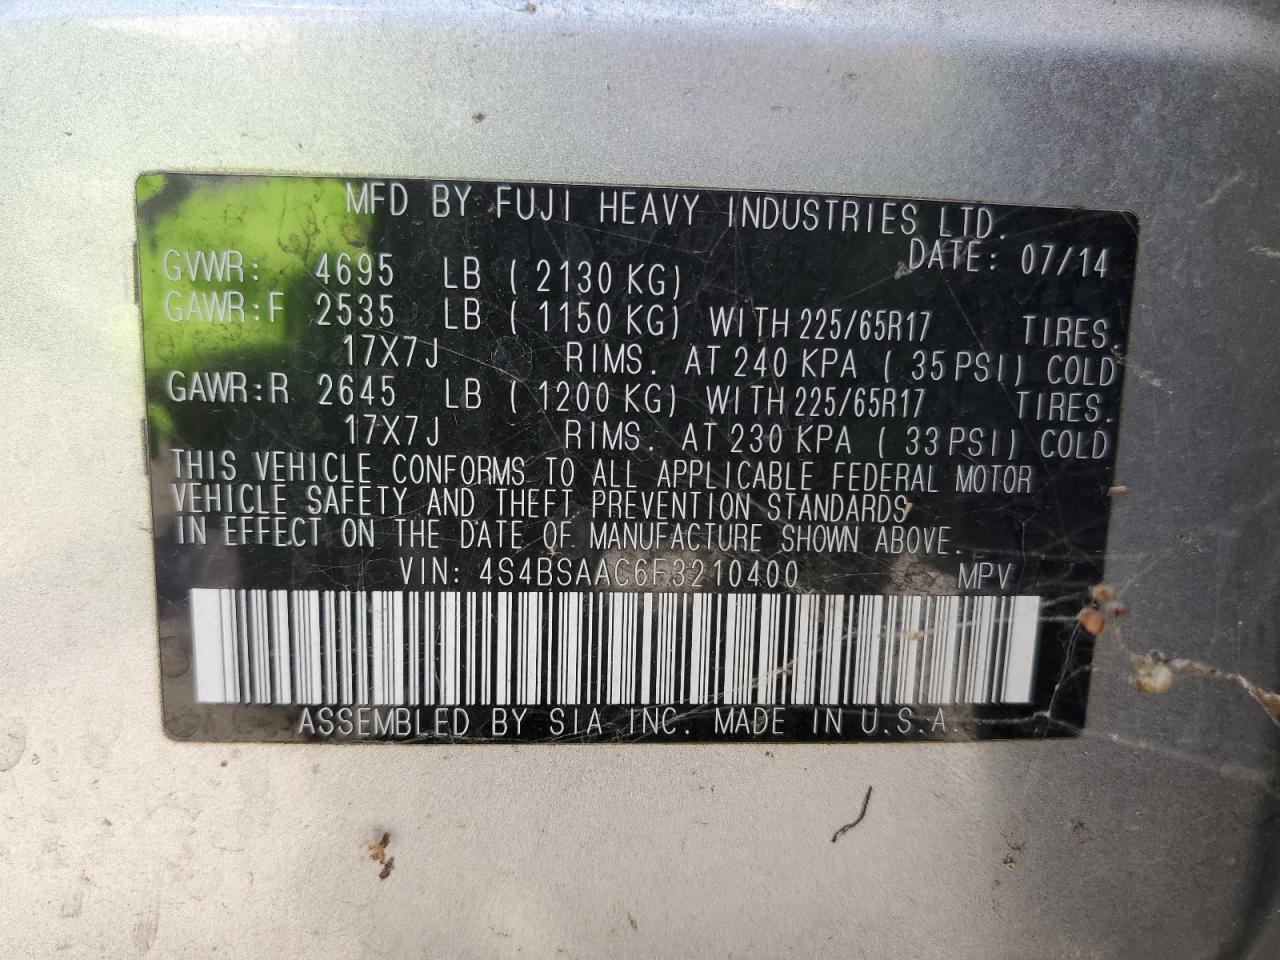 MFD BY FUJI HEAVY INDUSTRIES LTD.
DATE: 07/14
GVWR: 4695 LB ( 2130 KG)
GAWR:F 2535 LB ( 1150 KG) WITH 225/65R17 TIRES.
17X7J RIMS. AT 240 KPA ( 35 PSI) COLD
GAWR:R 2645 LB ( 1200 KG) WITH 225/65R17 TIRES.
17X7J RIMS. AT 230 KPA ( 33 PSI) COLD
THIS VEHICLE CONFORMS TO ALL APPLICABLE FEDERAL MOTOR
VEHICLE SAFETY AND THEFT PREVENTION STANDARDS
IN EFFECT ON THE DATE OF MANUFACTURE SHOWN ABOVE.
VIN: 4S4BSAAC6F3210400 MPV
ASSEMBLED BY SIA INC. MADE IN U.S.A.